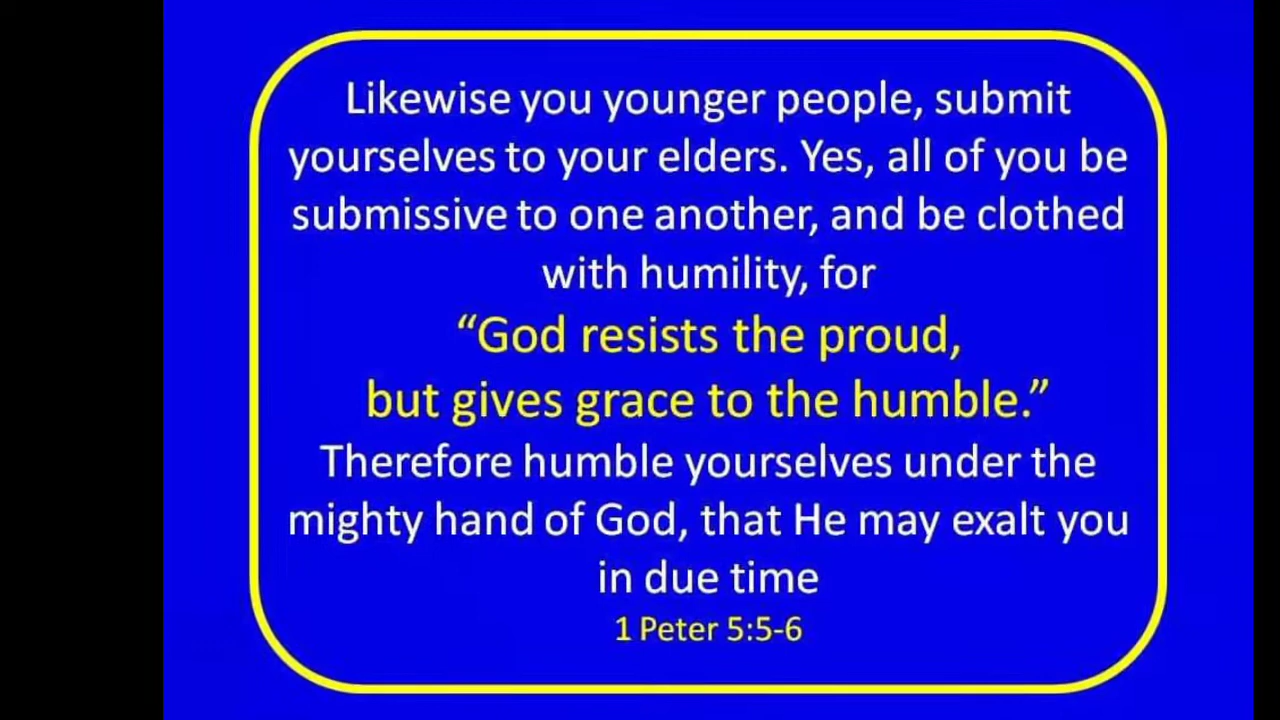 Likewise you younger people, submit
yourselves to your elders. Yes, all of you be
submissive to one another, and be clothed
with humility, for
“God resists the proud,
but gives grace to the humble.”
Therefore humble yourselves under the
mighty hand of God, that He may exalt you
in due time
1 Peter 5:5-6